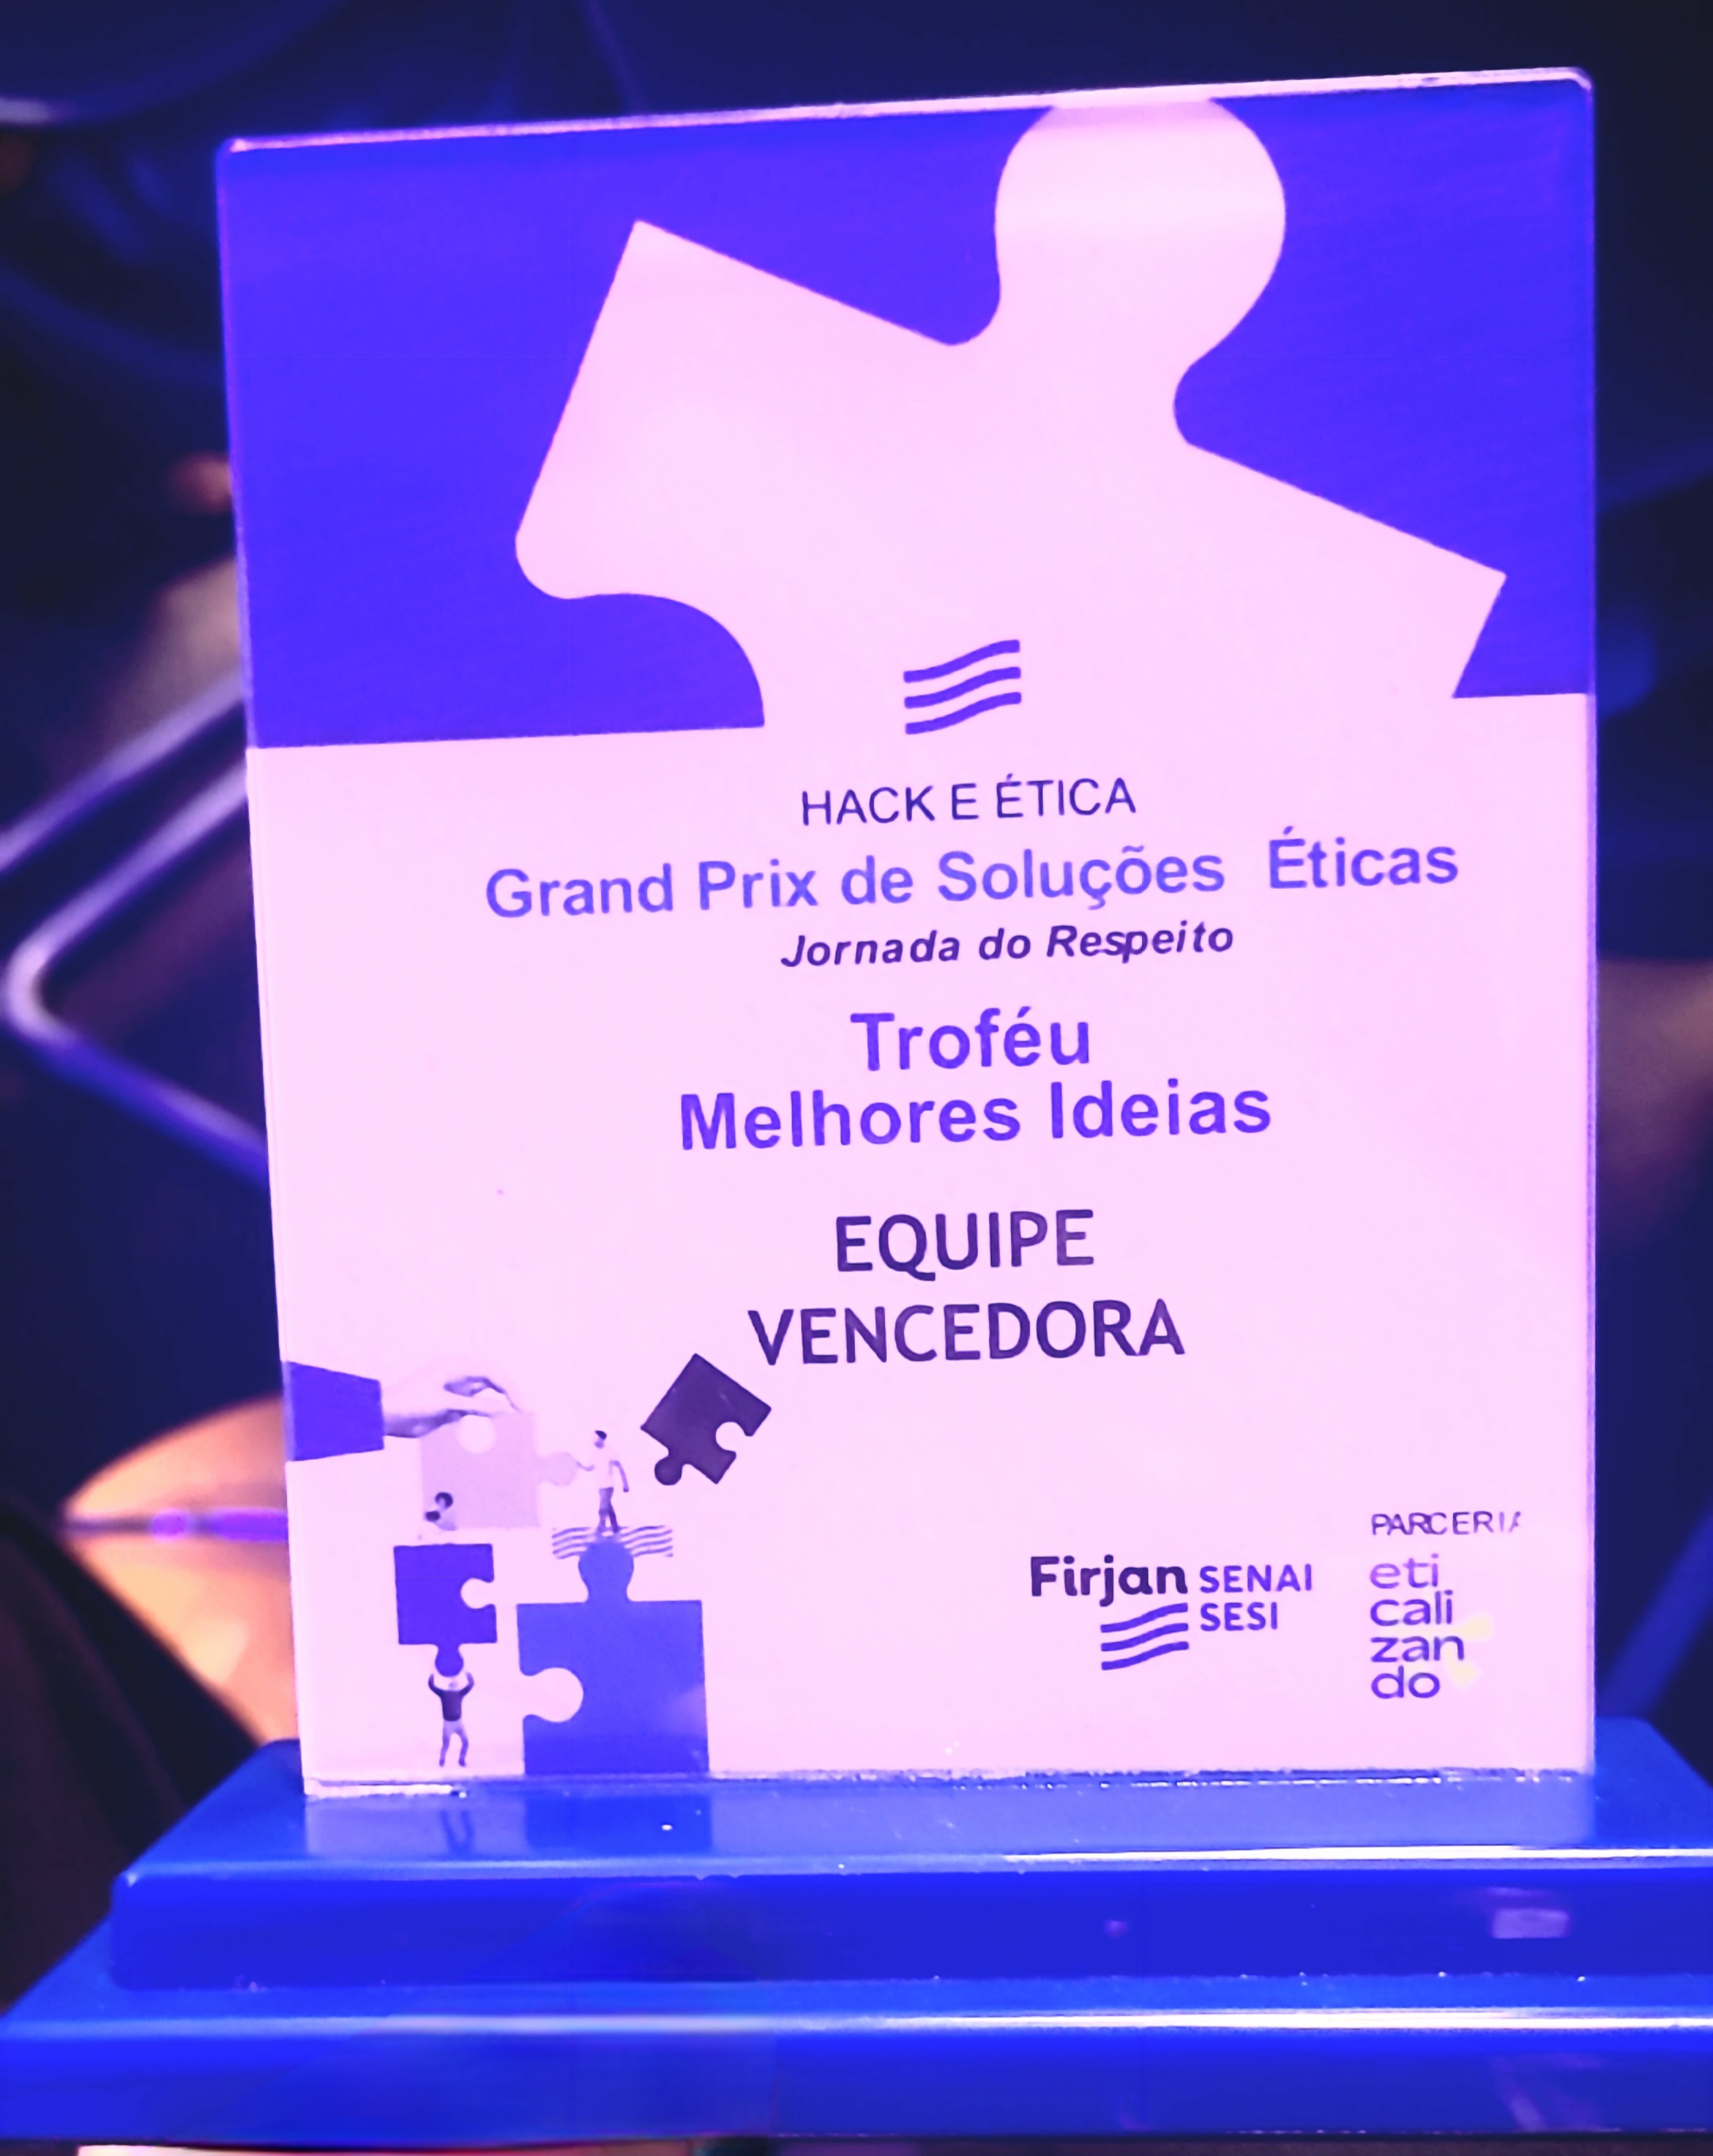 HACK E ÉTICA
Grand Prix de Soluções Éticas
Jornada do Respeito
Troféu
Melhores Ideias
EQUIPE
VENCEDORA
PARCERIA
Firjan SENAI
SESI
eti
cali
zan
do